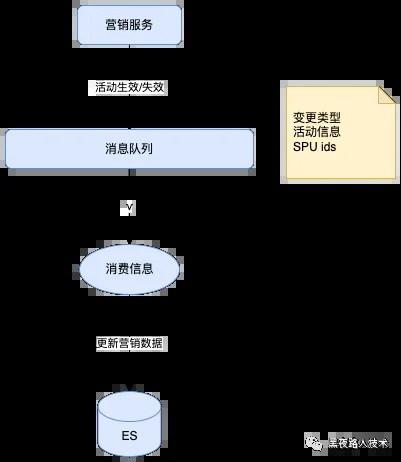 营销服务
活动生效/失效
消息队列
变更类型
活动信息
SPU ids
V
消费信息
更新营销数据
ES
黑夜路人技术